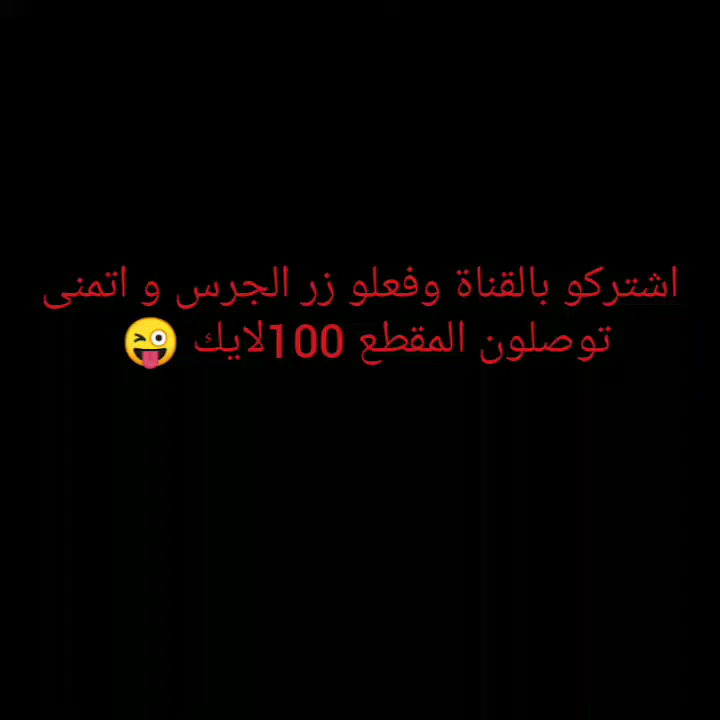 اشتركو بالقناة وفعلو زر الجرس و اتمنى
توصلون المقطع 100لايك 😜